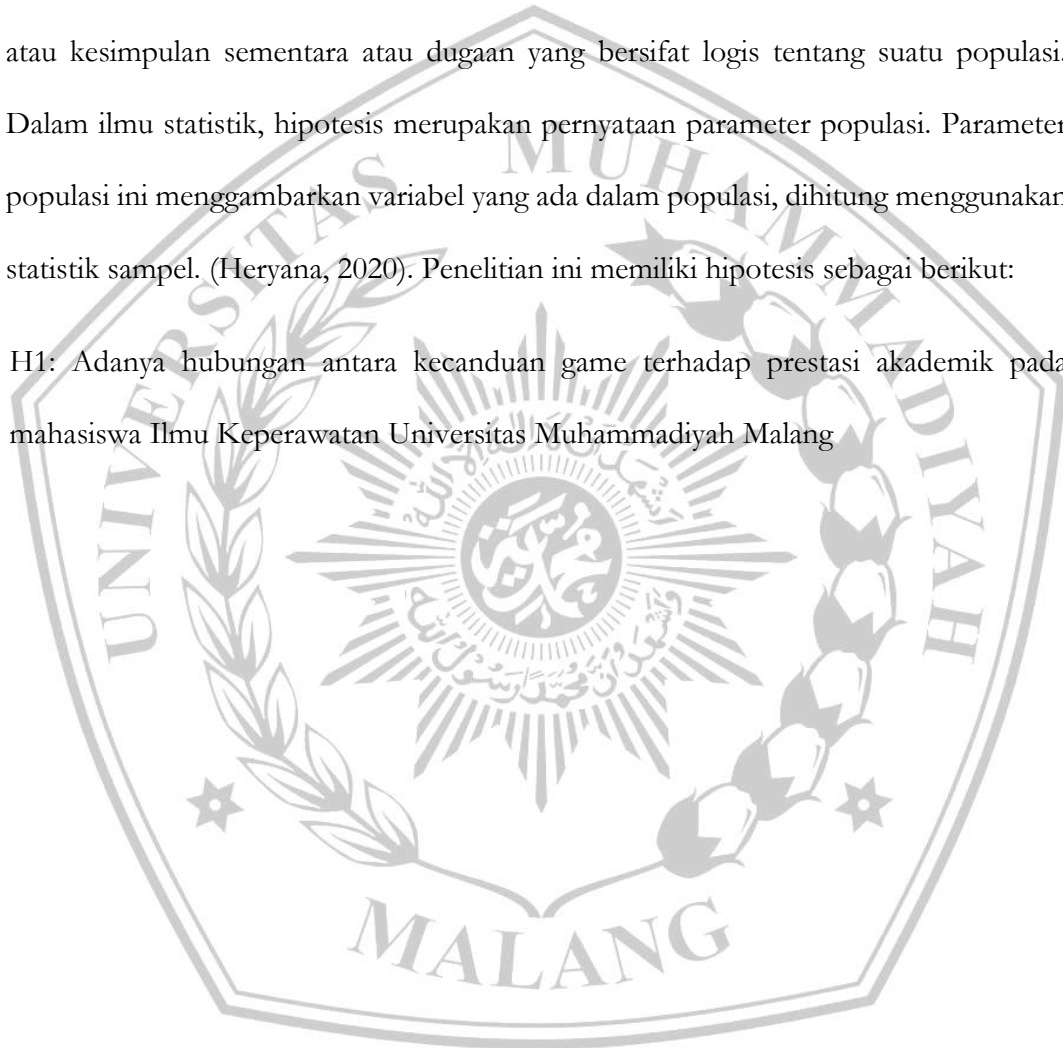 atau kesimpulan sementara atau dugaan yang bersifat logis tentang suatu populasi.
Dalam ilmu statistik, hipotesis merupakan pernyataan parameter populasi. Parameter
populasi ini menggambarkan variabel yang ada dalam populasi, dihitung menggunakan
statistik sampel. (Heryana, 2020). Penelitian ini memiliki hipotesis sebagai berikut:
H1: Adanya hubungan antara kecanduan game terhadap prestasi akademik pada
mahasiswa Ilmu Keperawatan Universitas Muhammadiyah Malang
UNIVERSITAS MUHAMMADIYAH
MALANG